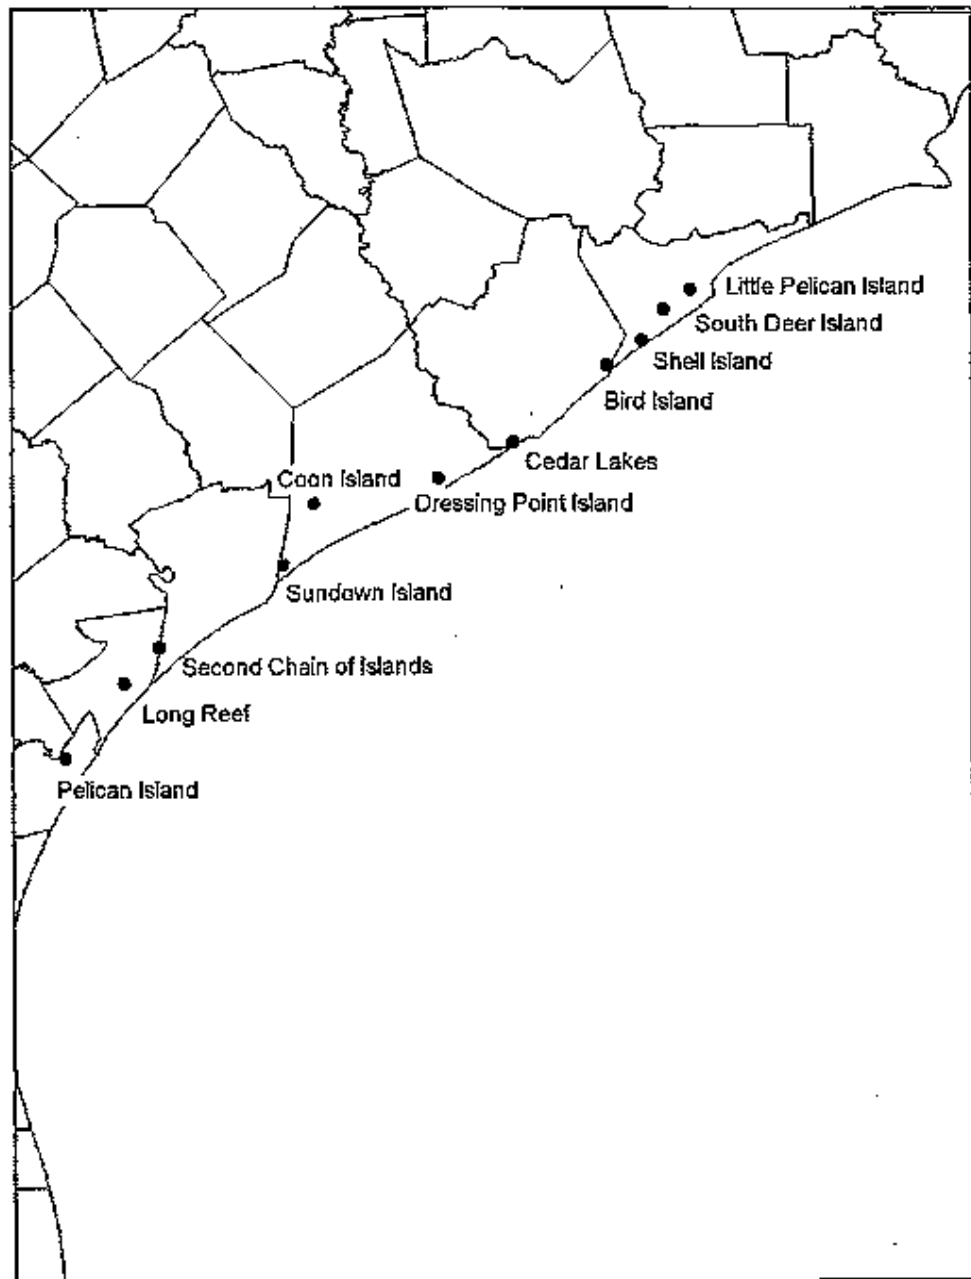 Little Pelican Island
South Deer Island
Shell Island
Bird Island
Cedar Lakes
Coon Island
Dressing Point Island
Sundown Island
Second Chain of Islands
Long Reef
Pelican Island